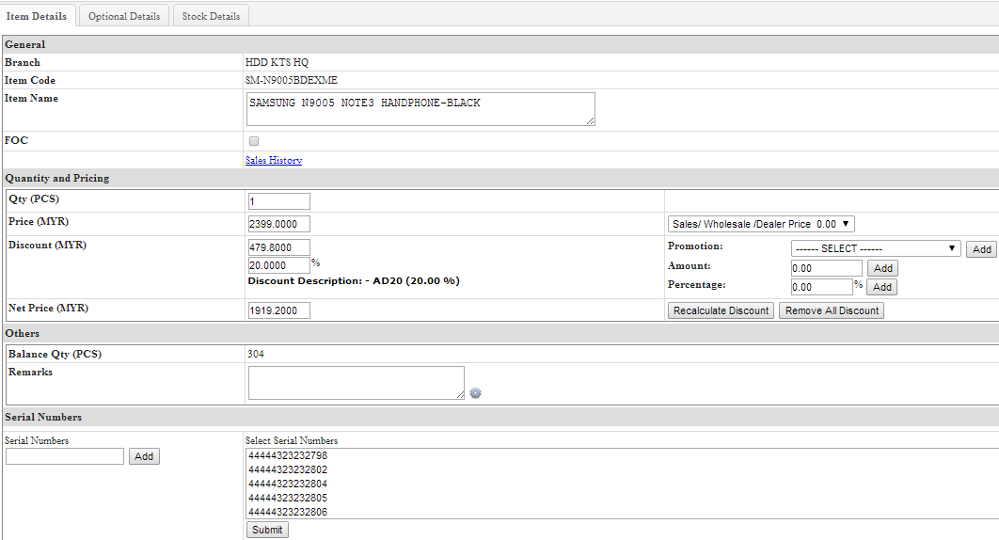 Item Details Optional Details Stock Details
General
Branch HDD KTS HQ
Item Code SM-N9005BDEXME
Item Name SAMSUNG N9005 NOTE3 HANDPHONE-BLACK
FOC
Sales History
Quantity and Pricing
Qty (PCS) 1
Price (MYR) 2399.0000 Sales/ Wholesale /Dealer Price 0.00 ▼
Discount (MYR) 479.8000 Promotion: ------ SELECT ------ ▼ Add
20.0000 % Amount: 0.00 Add
Discount Description: - AD20 (20.00 %) Percentage: 0.00 % Add
Net Price (MYR) 1919.2000 Recalculate Discount Remove All Discount
Others
Balance Qty (PCS) 304
Remarks
Serial Numbers
Serial Numbers Select Serial Numbers
Add 44444323232798
44444323232802
44444323232804
44444323232805
44444323232806
Submit